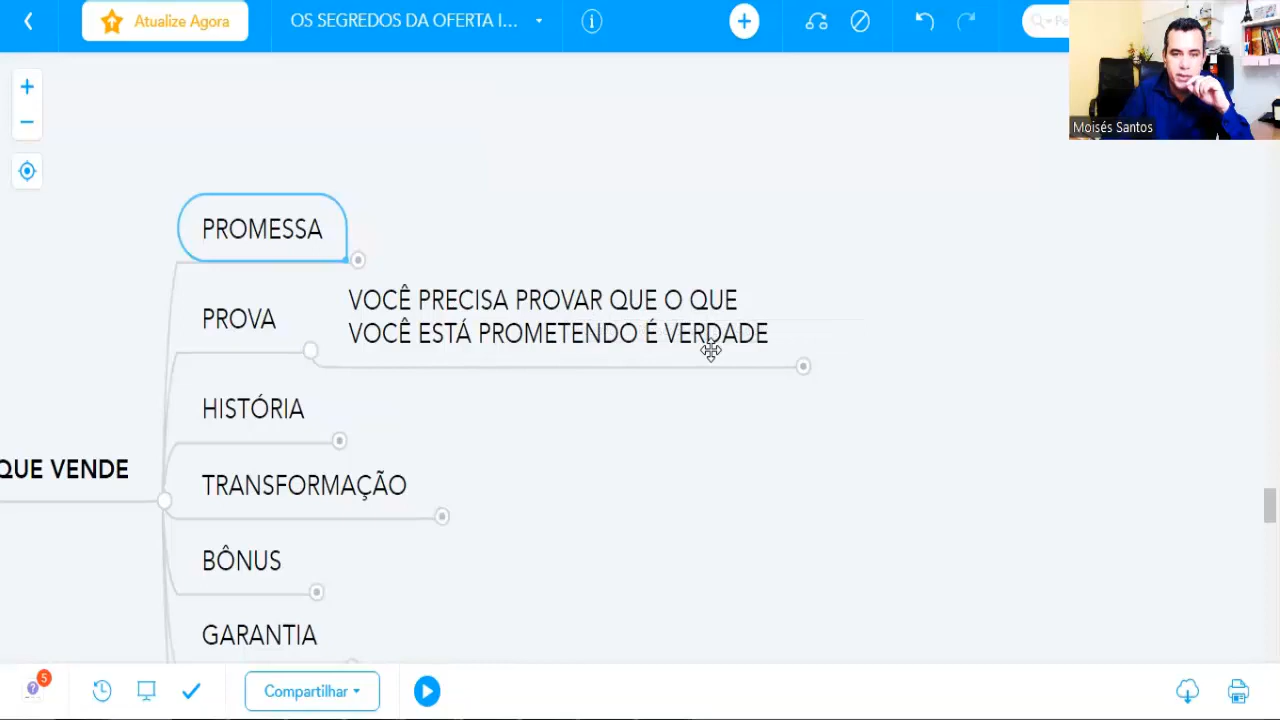 Atualize Agora
OS SEGREDOS DA OFERTA I...
Moisés Santos
PROMESSA
PROVA
VOCÊ PRECISA PROVAR QUE O QUE
VOCÊ ESTÁ PROMETENDO É VERDADE
HISTÓRIA
QUE VENDE
TRANSFORMAÇÃO
BÔNUS
GARANTIA
5
Compartilhar